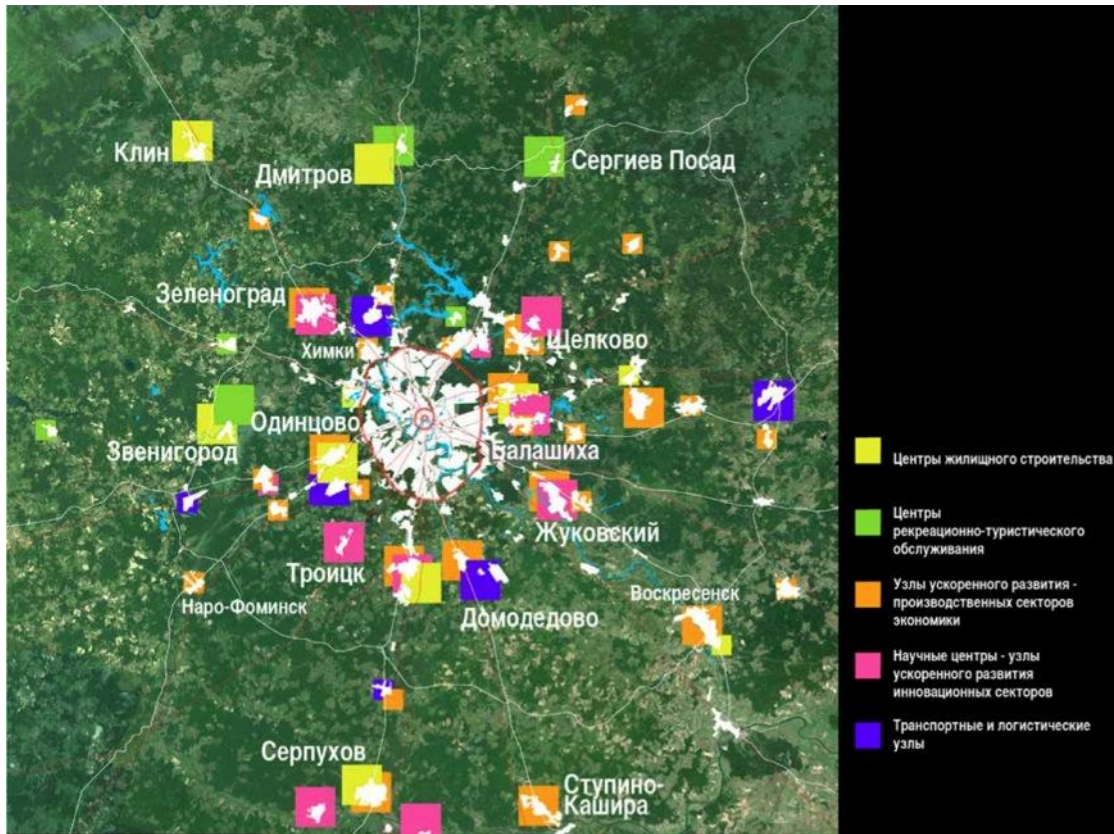 Клин
Дмитров
Сергиев Посад
Зеленоград
Химки
Щелково
Одинцово
Звенигород
Балашиха
Жуковский
Троицк
Наро-Фоминск
Домодедово
Воскресенск
Серпухов
Ступино-
Кашира
Центры жилищного строительства
Центры
рекреационно-туристического
обслуживания
Узлы ускоренного развития -
производственных секторов
экономики
Научные центры - узлы
ускоренного развития
инновационных секторов
Транспортные и логистические
узлы